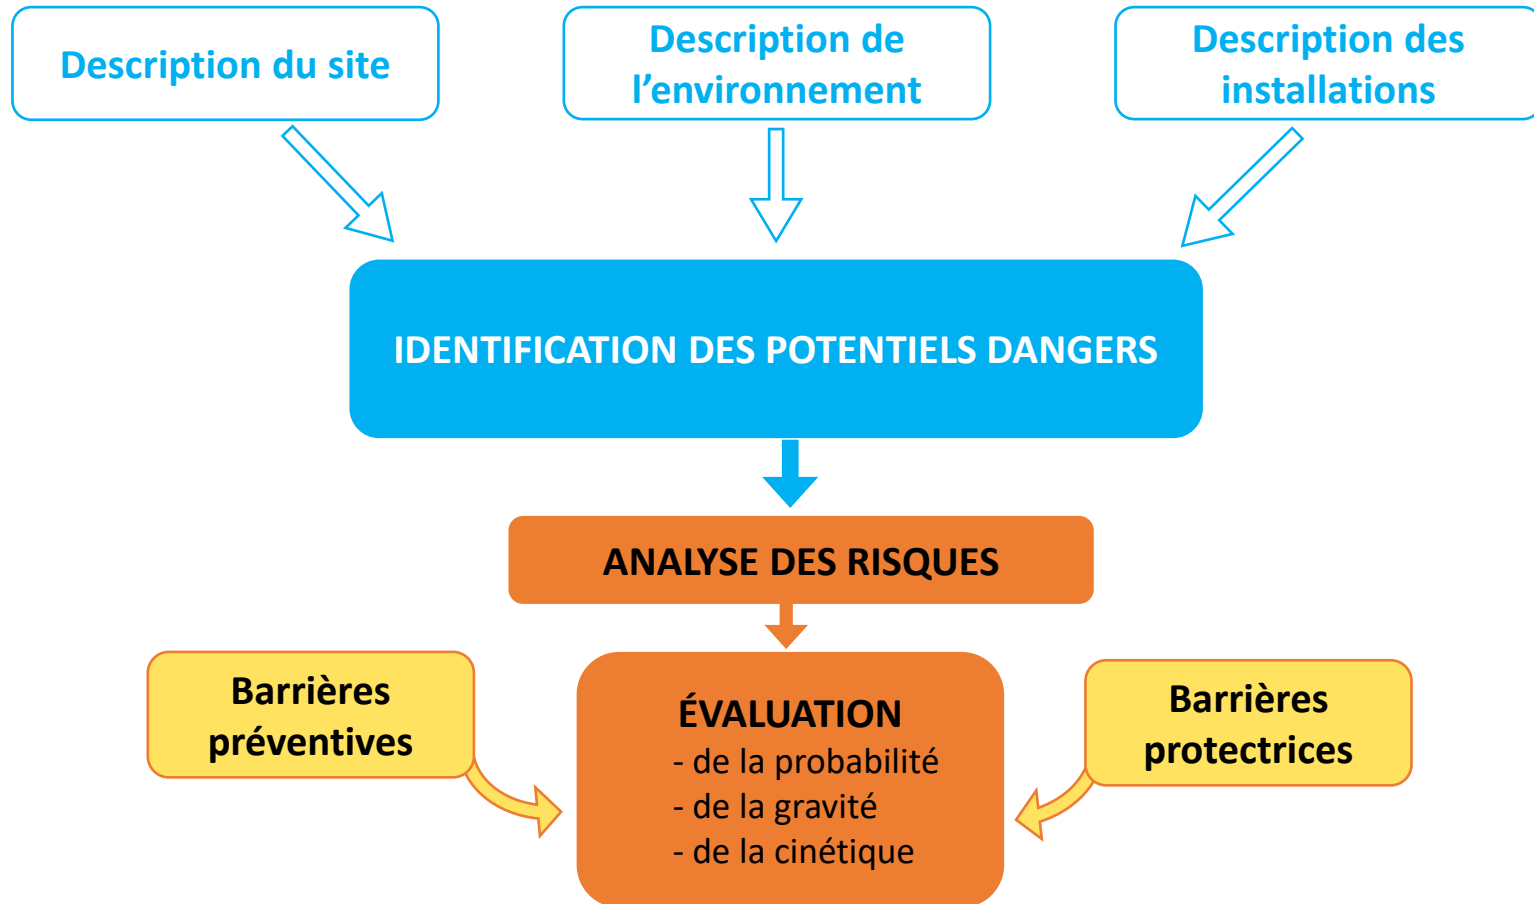 Description du site
Description de
l’environnement
Description des
installations
IDENTIFICATION DES POTENTIELS DANGERS
ANALYSE DES RISQUES
Barrières
préventives
ÉVALUATION
- de la probabilité
- de la gravité
- de la cinétique
Barrières
protectrices